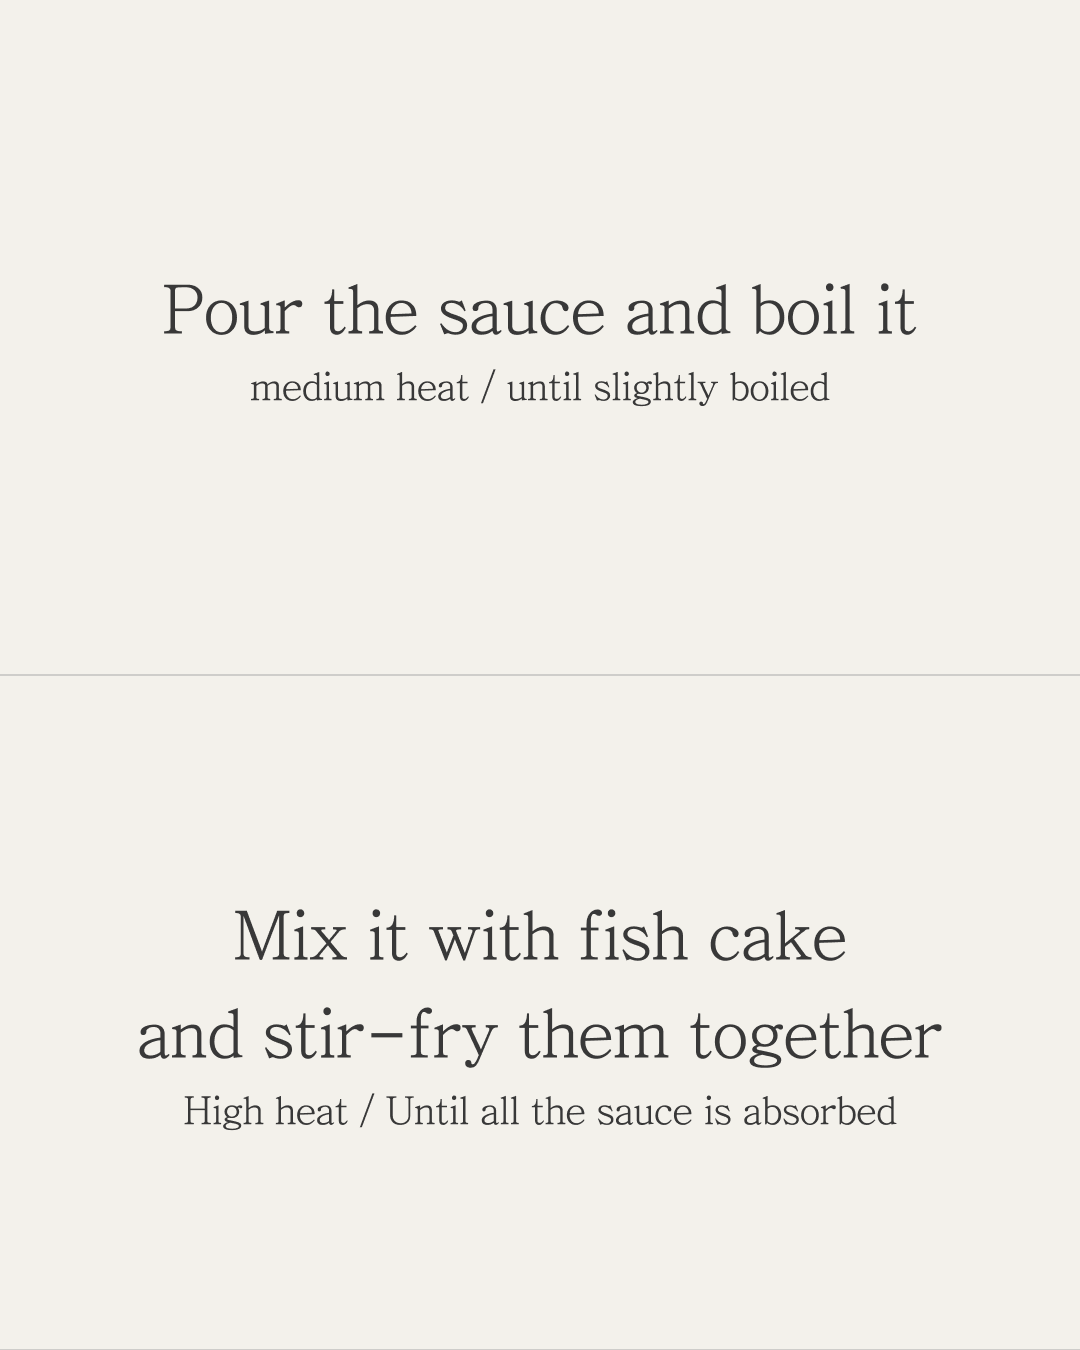 Pour the sauce and boil it
medium heat / until slightly boiled
Mix it with fish cake
and stir-fry them together
High heat / Until all the sauce is absorbed